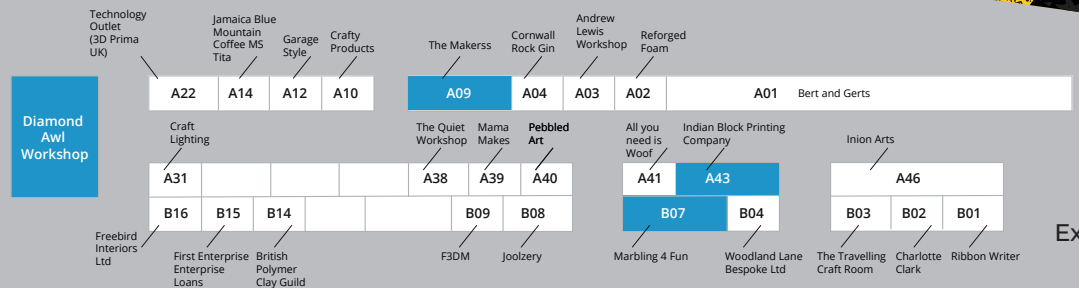 Technology
Outlet
(3D Prima
UK)
Jamaica Blue
Mountain
Coffee MS
Tita
Garage
Style
Crafty
Products
The Makerss
Cornwall
Rock Gin
Andrew
Lewis
Workshop
Reforged
Foam
A22
A14
A12
A10
A09
A04
A03
A02
A01
Bert and Gerts
Diamond
Awl
Workshop
Craft
Lighting
The Quiet
Workshop
Mama
Makes
Pebbled
Art
All you
need is
Woof
Indian Block Printing
Company
Inion Arts
A31
A38
A39
A40
A41
A43
A46
B16
B15
B14
B09
B08
B07
B04
B03
B02
B01
Freebird
Interiors
Ltd
First Enterprise
Enterprise
Loans
British
Polymer
Clay Guild
F3DM
Joolzery
Marbling 4 Fun
Woodland Lane
Bespoke Ltd
The Travelling
Craft Room
Charlotte
Clark
Ribbon Writer
Ex